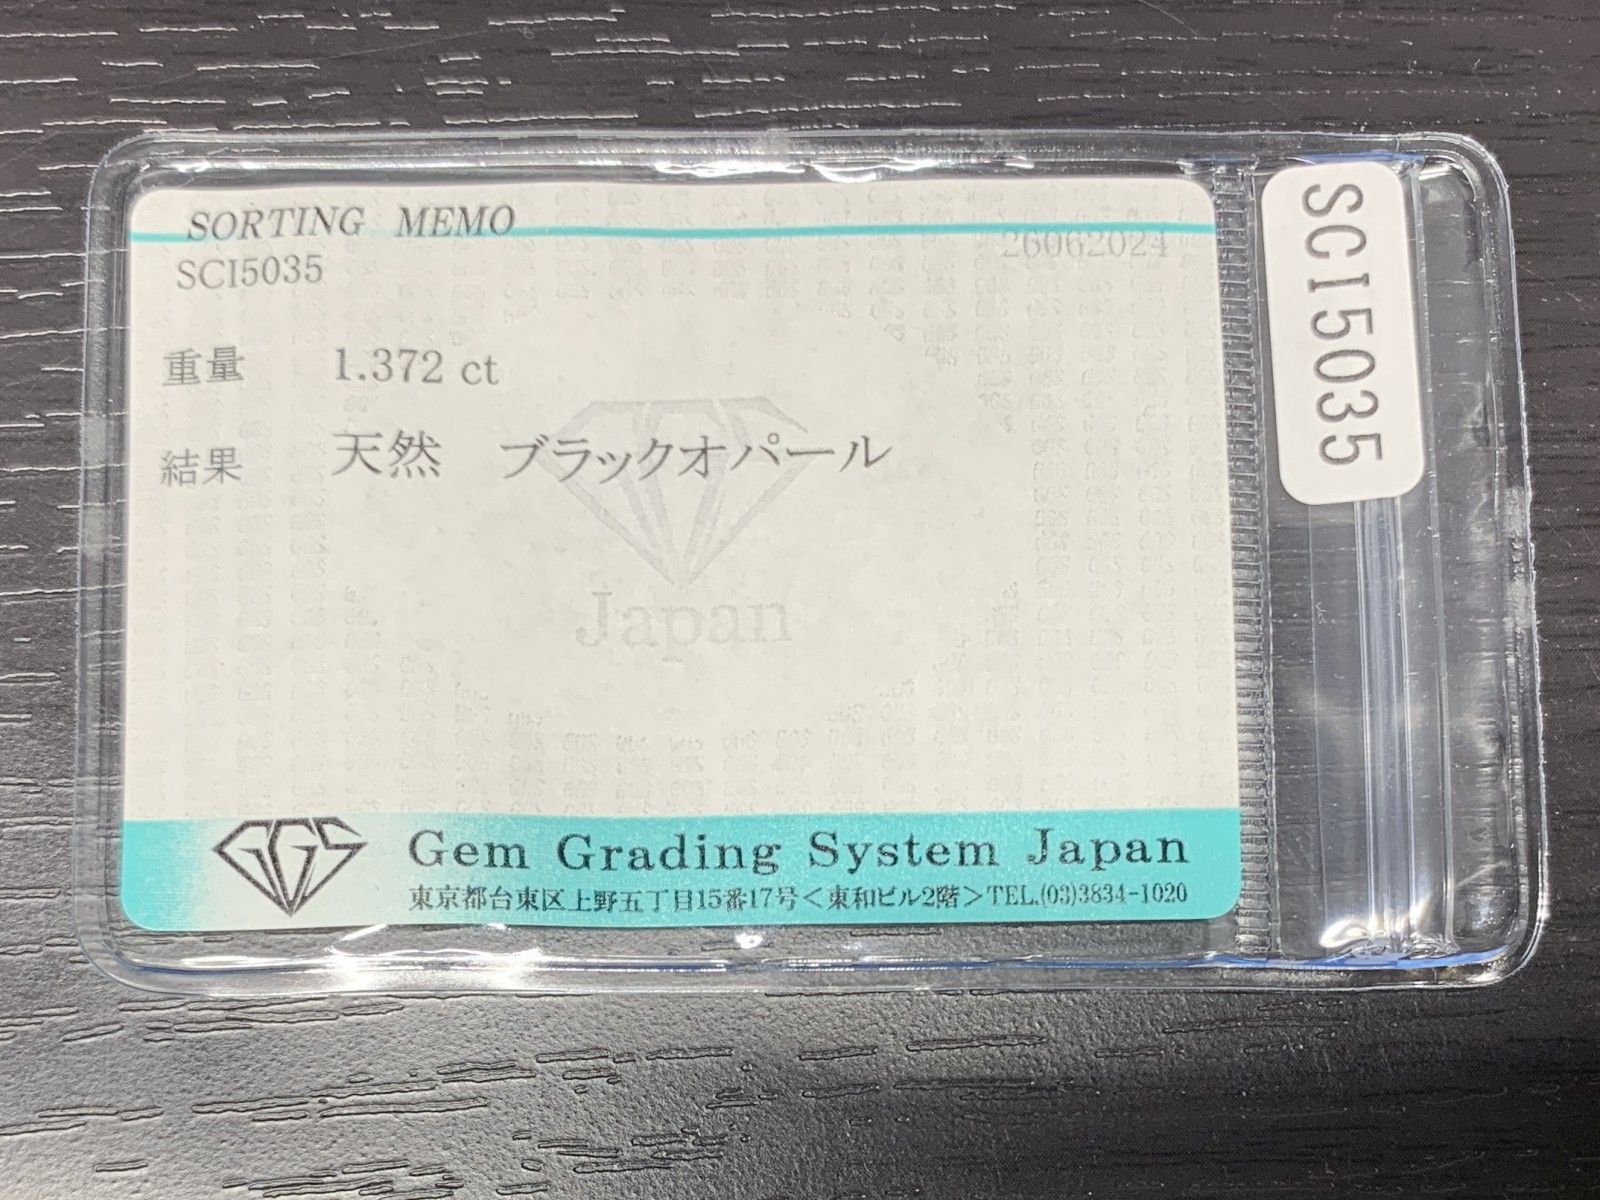 SORTING MEMO
26062024
SCI5035
重量 1.372 ct
結果 天然 ブラックオパール
GGS
Japan
GGS Gem Grading System Japan
東京都台東区上野五丁目15番17号＜東和ビル2階＞TEL.(03)3834-1020
SCI5035